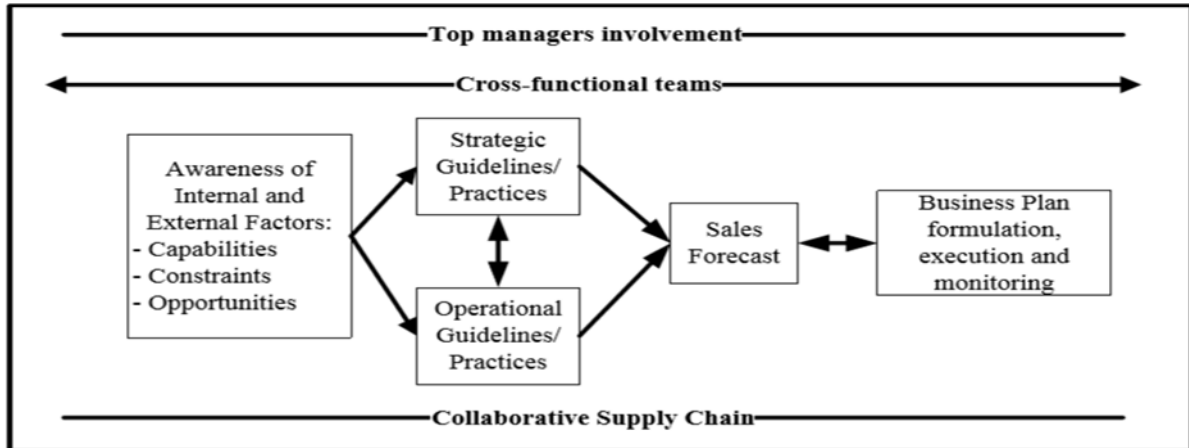 Top managers involvement
Cross-functional teams
Awareness of
Internal and
External Factors:
- Capabilities
- Constraints
- Opportunities
Strategic
Guidelines/
Practices
Operational
Guidelines/
Practices
Sales
Forecast
Business Plan
formulation,
execution and
monitoring
Collaborative Supply Chain